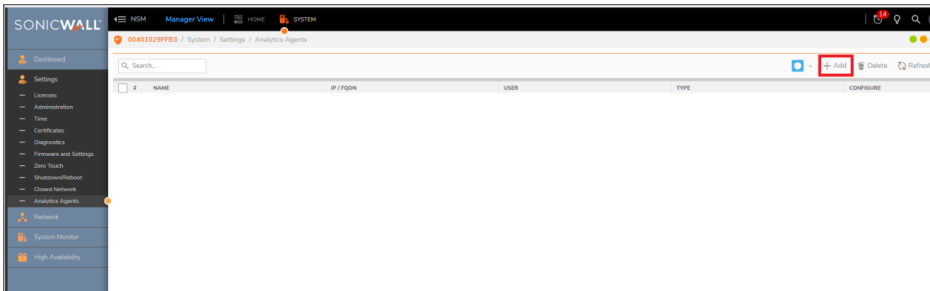 SONICWALL
NSM Manager View HOME SYSTEM 14
00401029FFB3 / System / Settings / Analytics Agents
Dashboard
Settings
Licenses
Administration
Time
Certificates
Diagnostics
Firmware and Settings
Zero Touch
Shutdown/Reboot
Closed Network
Analytics Agents
Network
System Monitor
High Availability
Search...
+ Add Delete Refresh
# NAME IP / FQDN USER TYPE CONFIGURE